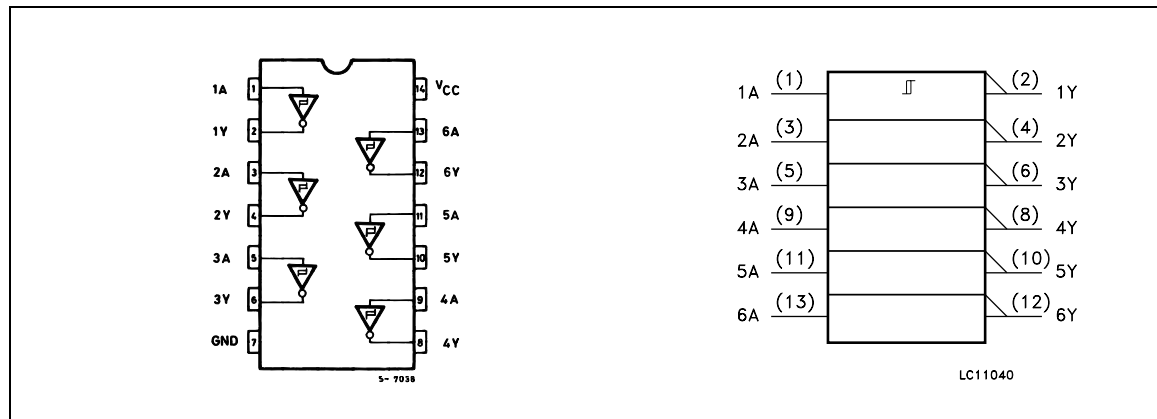 1A 1 14 VCC
1Y 2 13 6A
2A 3 12 6Y
2Y 4 11 5A
3A 5 10 5Y
3Y 6 9 4A
GND 7 8 4Y
S- 7038
1A (1) (2) 1Y
2A (3) (4) 2Y
3A (5) (6) 3Y
4A (9) (8) 4Y
5A (11) (10) 5Y
6A (13) (12) 6Y
LC11040